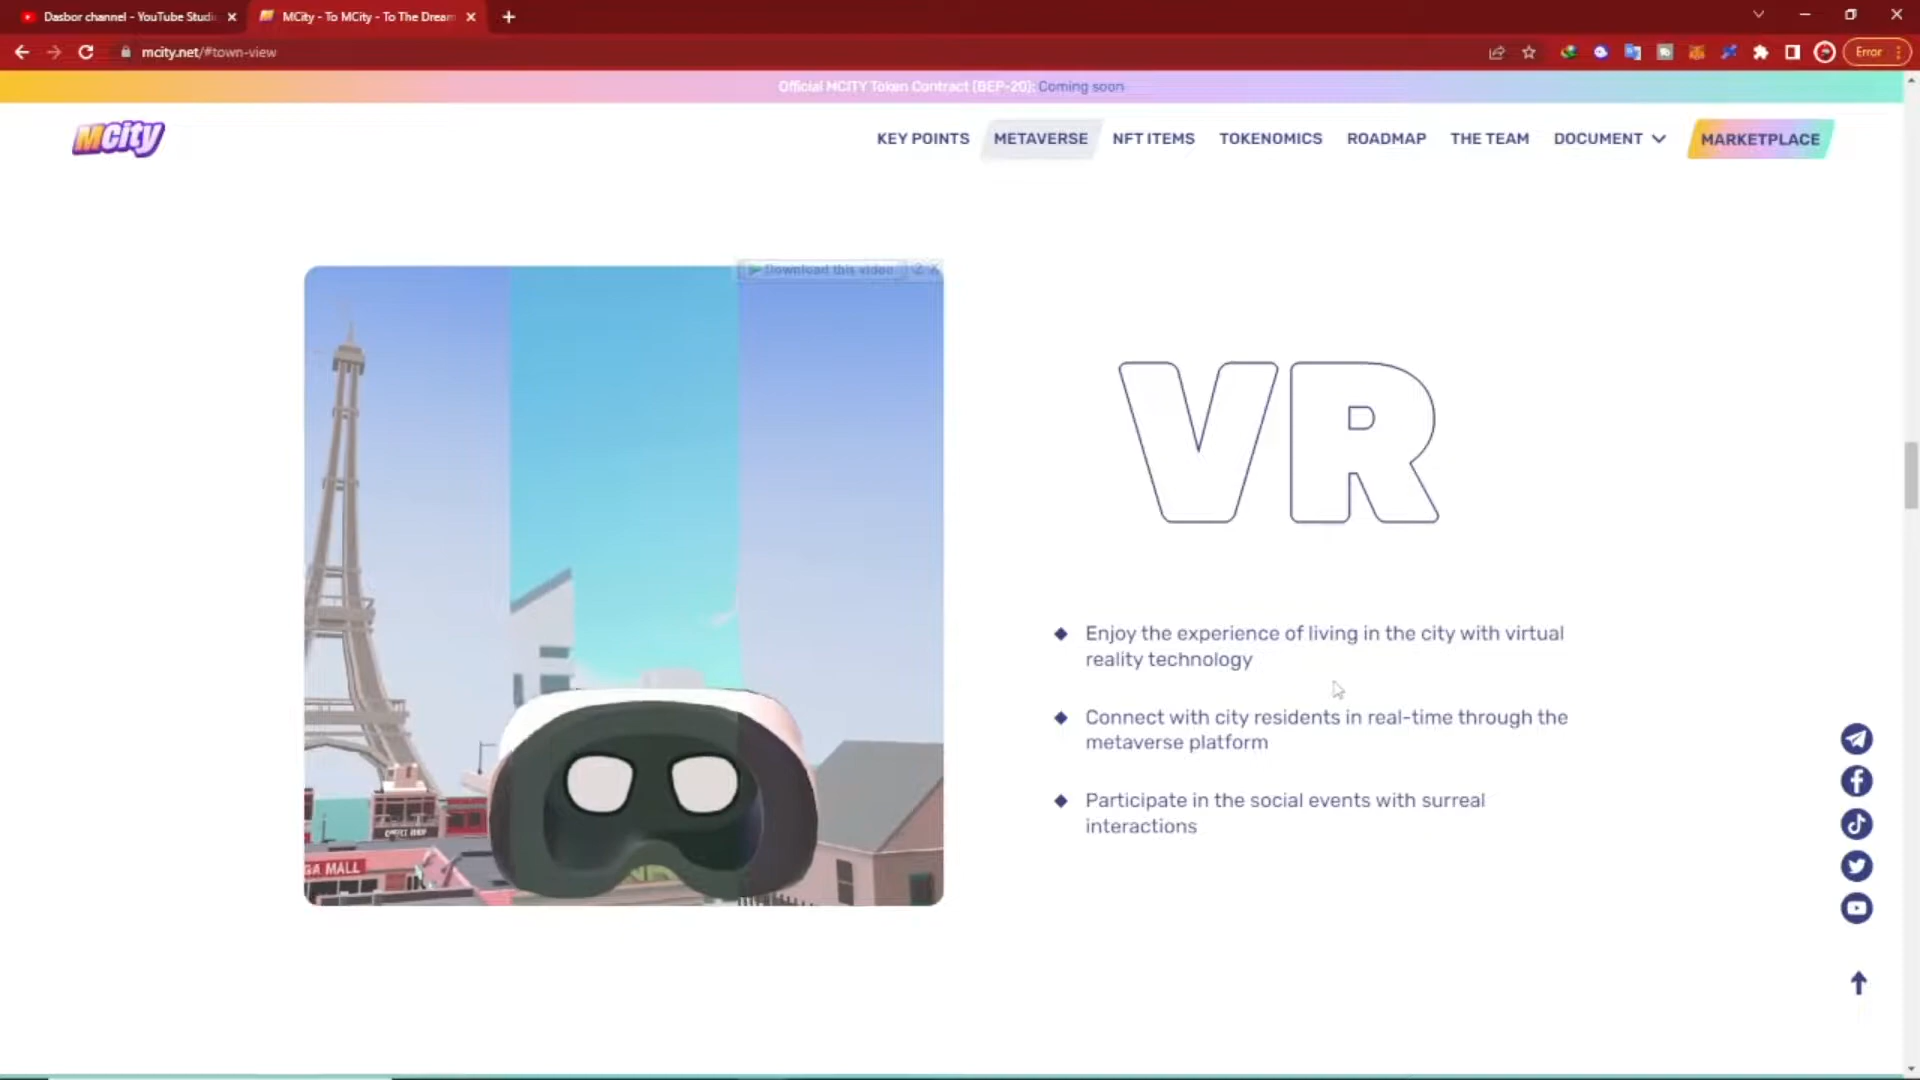 Dasbor channel - YouTube Studi
MCity - To MCity - To The Dream
mcity.net/#town-view
Error
Official MCITY Token Contract (BEP-20): Coming soon
MCity
KEY POINTS
METAVERSE
NFT ITEMS
TOKENOMICS
ROADMAP
THE TEAM
DOCUMENT
MARKETPLACE
Download this video
? X
VR
Enjoy the experience of living in the city with virtual
reality technology
Connect with city residents in real-time through the
metaverse platform
Participate in the social events with surreal
interactions
COFFEE SHOP
GA MALL